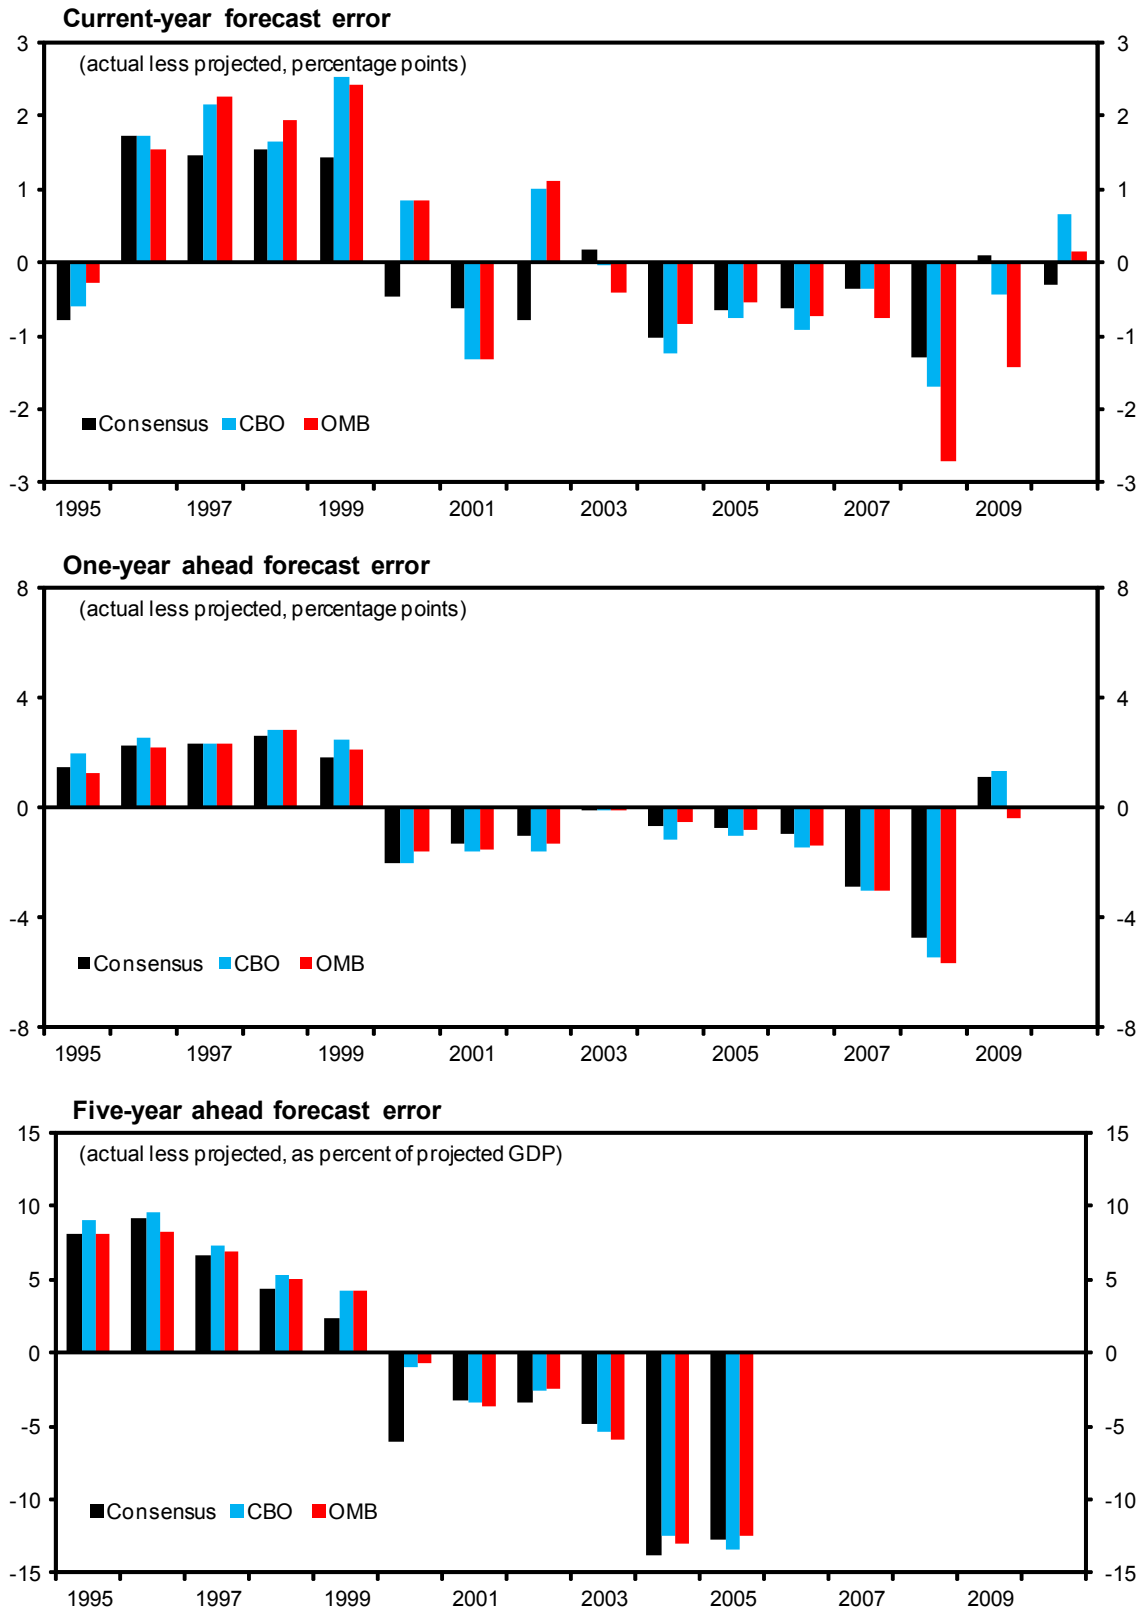 Current-year forecast error
3 3
(actual less projected, percentage points)
2 2
1 1
0 0
-1 -1
Consensus CBO OMB
-2 -2
-3 -3
1995 1997 1999 2001 2003 2005 2007 2009
One-year ahead forecast error
8 8
(actual less projected, percentage points)
4 4
0 0
-4 -4
Consensus CBO OMB
-8 -8
1995 1997 1999 2001 2003 2005 2007 2009
Five-year ahead forecast error
15 15
(actual less projected, as percent of projected GDP)
10 10
5 5
0 0
-5 -5
-10 -10
Consensus CBO OMB
-15 -15
1995 1997 1999 2001 2003 2005 2007 2009